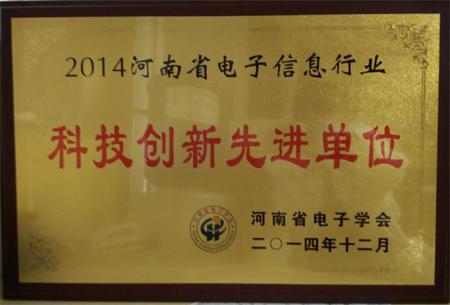 2014河南省电子信息行业
科技创新先进单位
河南省电子学会
二〇一四年十二月